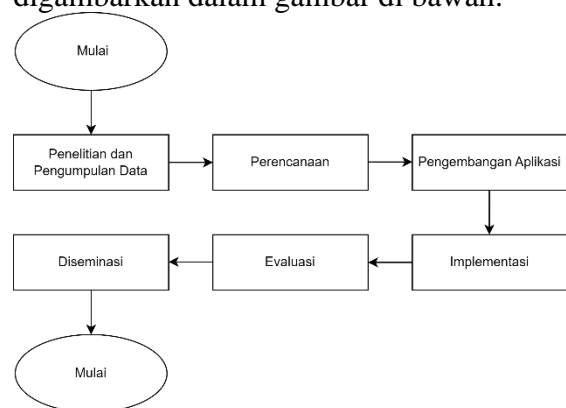 digambarkan dalam gambar di bawah.
Mulai
Penelitian dan
Pengumpulan Data
Perencanaan
Pengembangan Aplikasi
Implementasi
Evaluasi
Diseminasi
Mulai